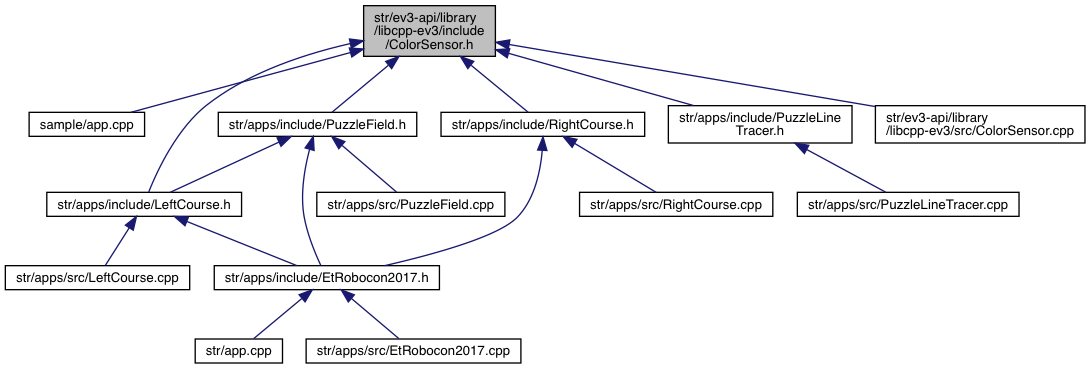 str/ev3-api/library
/libcpp-ev3/include
/ColorSensor.h
sample/app.cpp
str/apps/include/PuzzleField.h
str/apps/include/RightCourse.h
str/apps/include/PuzzleLine
Tracer.h
str/ev3-api/library
/libcpp-ev3/src/ColorSensor.cpp
str/apps/include/LeftCourse.h
str/apps/src/PuzzleField.cpp
str/apps/src/RightCourse.cpp
str/apps/src/PuzzleLineTracer.cpp
str/apps/src/LeftCourse.cpp
str/apps/include/EtRobocon2017.h
str/app.cpp
str/apps/src/EtRobocon2017.cpp